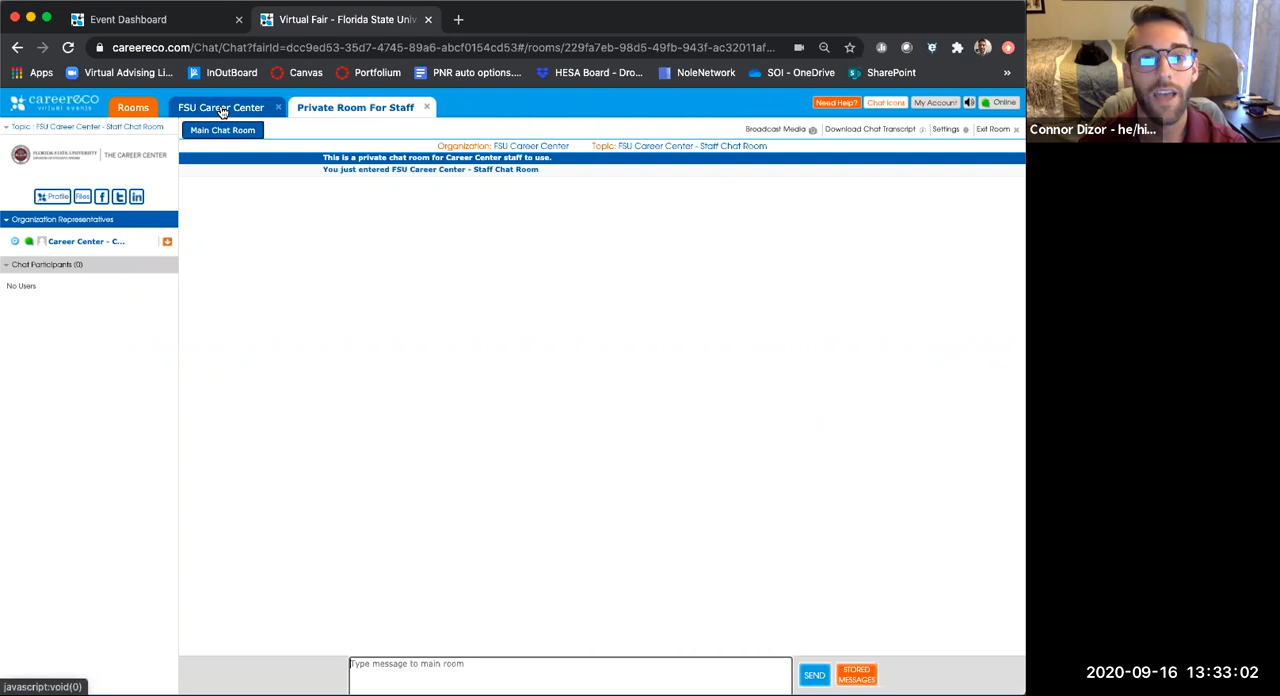 Event Dashboard
Virtual Fair - Florida State Univ
careereco.com/Chat/Chat?fairId=dcc9ed53-35d7-4745-89a6-abcf0154cd53#/rooms/229fa7eb-98d5-49fb-943f-ac32011af...
Apps Virtual Advising Li... InOutBoard Canvas Portfolium PNR auto options.... HESA Board - Dro... NoleNetwork SOI - OneDrive SharePoint »
careereco
virtual events
Rooms FSU Career Center Private Room For Staff
Need Help? Chat Icons My Account Online
Topic : FSU Career Center - Staff Chat Room
Main Chat Room
Broadcast Media Download Chat Transcript Settings Exit Room
Organization: FSU Career Center Topic: FSU Career Center - Staff Chat Room
This is a private chat room for Career Center staff to use.
You just entered FSU Career Center - Staff Chat Room
FLORIDA STATE UNIVERSITY THE CAREER CENTER
Profile Files
Organization Representatives
Career Center - C...
Chat Participants (0)
No Users
Type message to main room
SEND
STORED
MESSAGES
javascript:void(0)
Connor Dizor - he/hi...
2020-09-16 13:33:02